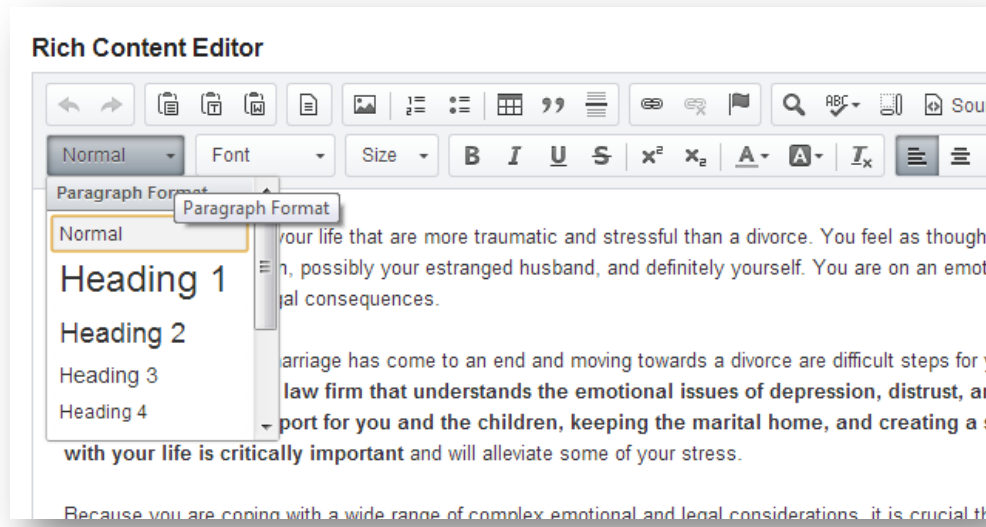 Rich Content Editor
ABC Sou
Normal Font Size B I U S x² x₂ A A Ix
Paragraph Format
Paragraph Format
Normal
Heading 1
Heading 2
Heading 3
Heading 4
your life that are more traumatic and stressful than a divorce. You feel as though
, possibly your estranged husband, and definitely yourself. You are on an emot
gal consequences.
arriage has come to an end and moving towards a divorce are difficult steps for
law firm that understands the emotional issues of depression, distrust, a
port for you and the children, keeping the marital home, and creating a s
with your life is critically important and will alleviate some of your stress.
Because you are coping with a wide range of complex emotional and legal considerations, it is crucial th